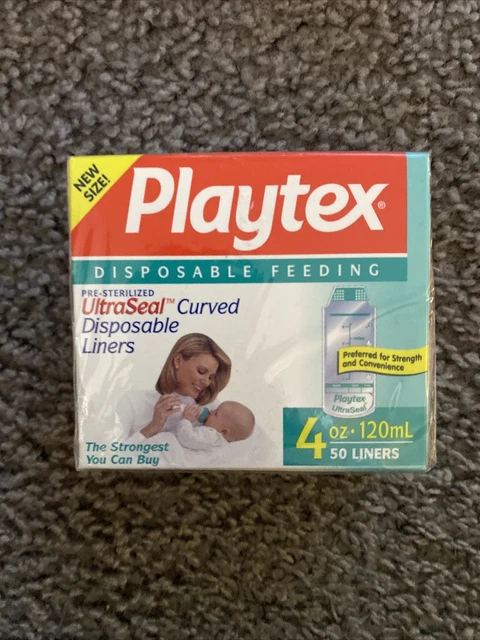 NEW
SIZE!
Playtex®
DISPOSABLE FEEDING
PRE-STERILIZED
UltraSeal™ Curved
Disposable
Liners
Preferred for Strength
and Convenience
Playtex
UltraSeal
The Strongest
You Can Buy
4 oz • 120mL
50 LINERS